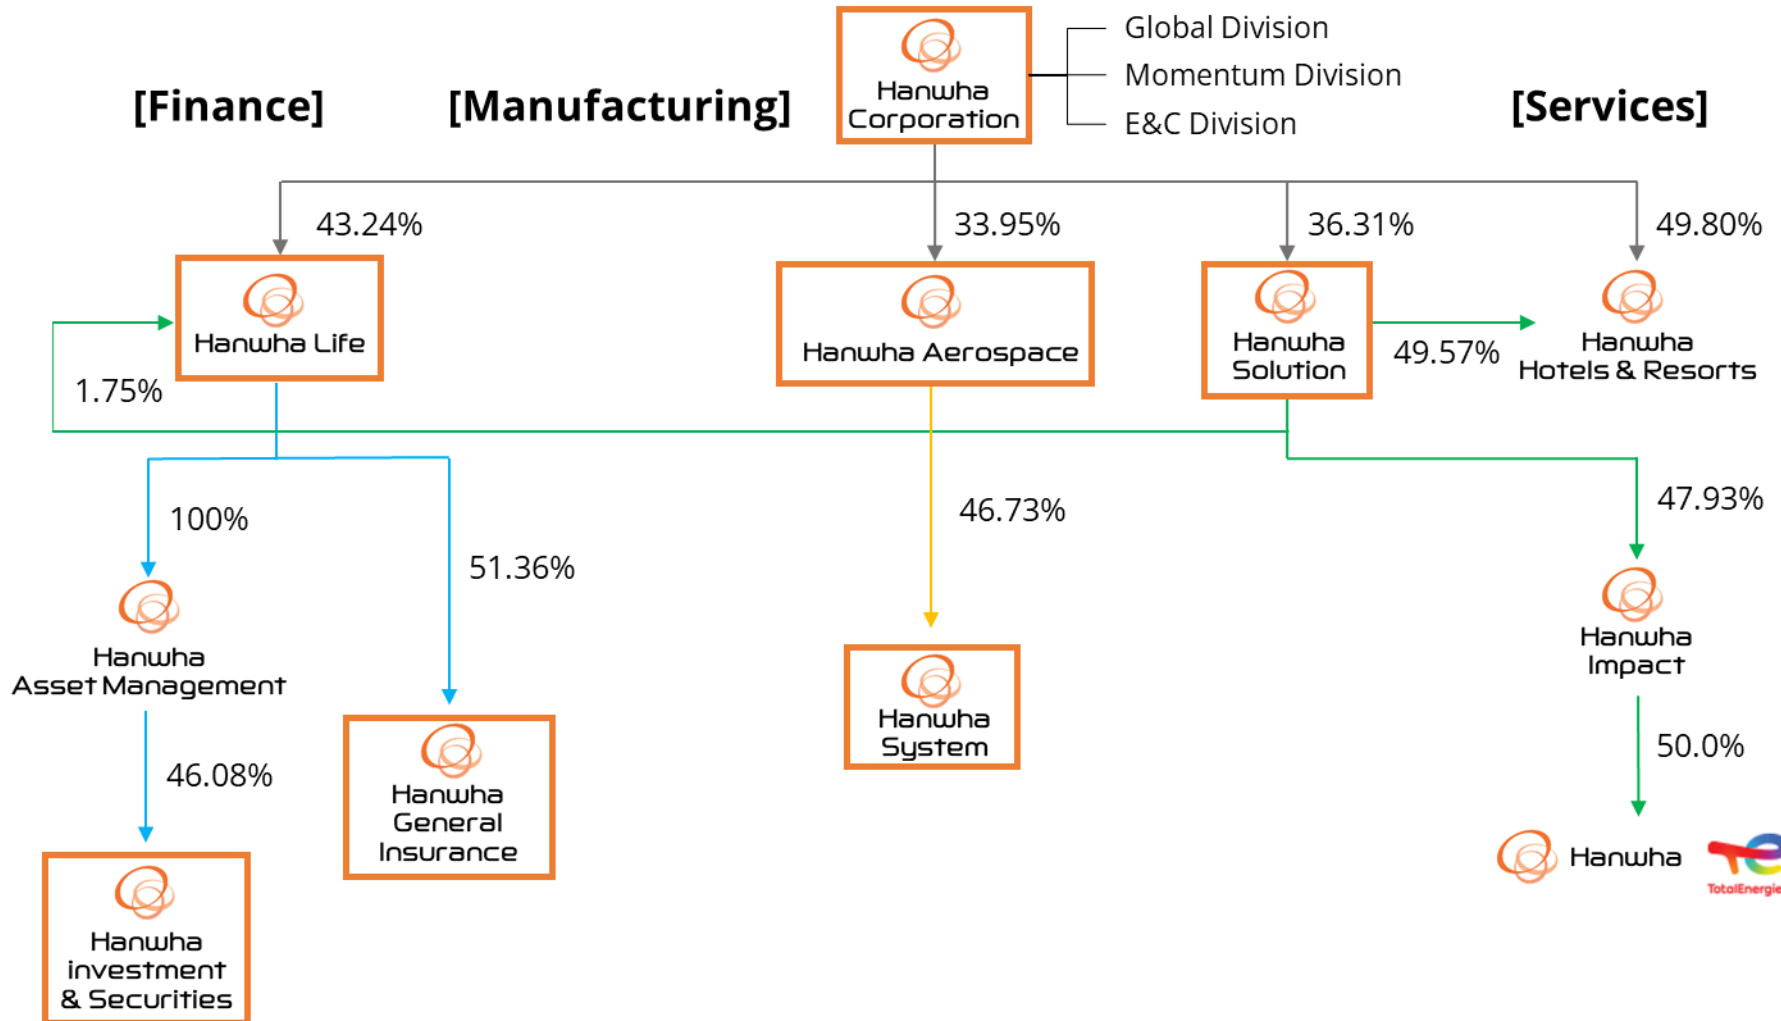 Hanwha
Corporation
Global Division
Momentum Division
E&C Division
[Finance]
[Manufacturing]
[Services]
43.24%
33.95%
36.31%
49.80%
Hanwha Life
Hanwha Aerospace
Hanwha
Solution
49.57%
Hanwha
Hotels & Resorts
1.75%
100%
51.36%
46.73%
47.93%
Hanwha
Asset Management
Hanwha
Impact
46.08%
Hanwha
General
Insurance
Hanwha
System
50.0%
Hanwha
investment
& Securities
Hanwha
TotalEnergie